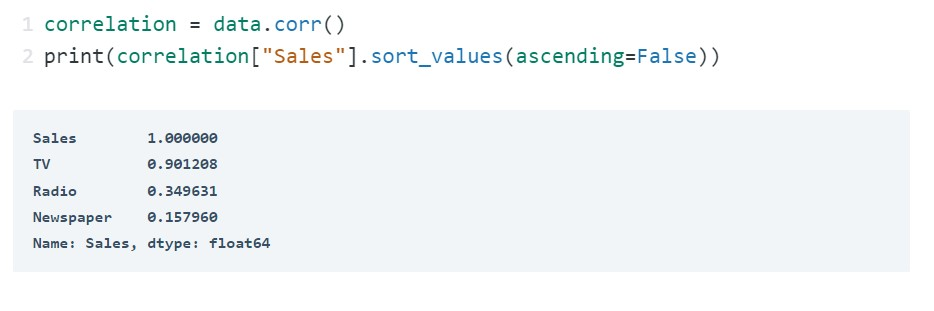 1 correlation = data.corr()
2 print(correlation["Sales"].sort_values(ascending=False))
Sales        1.000000
TV           0.901208
Radio        0.349631
Newspaper    0.157960
Name: Sales, dtype: float64